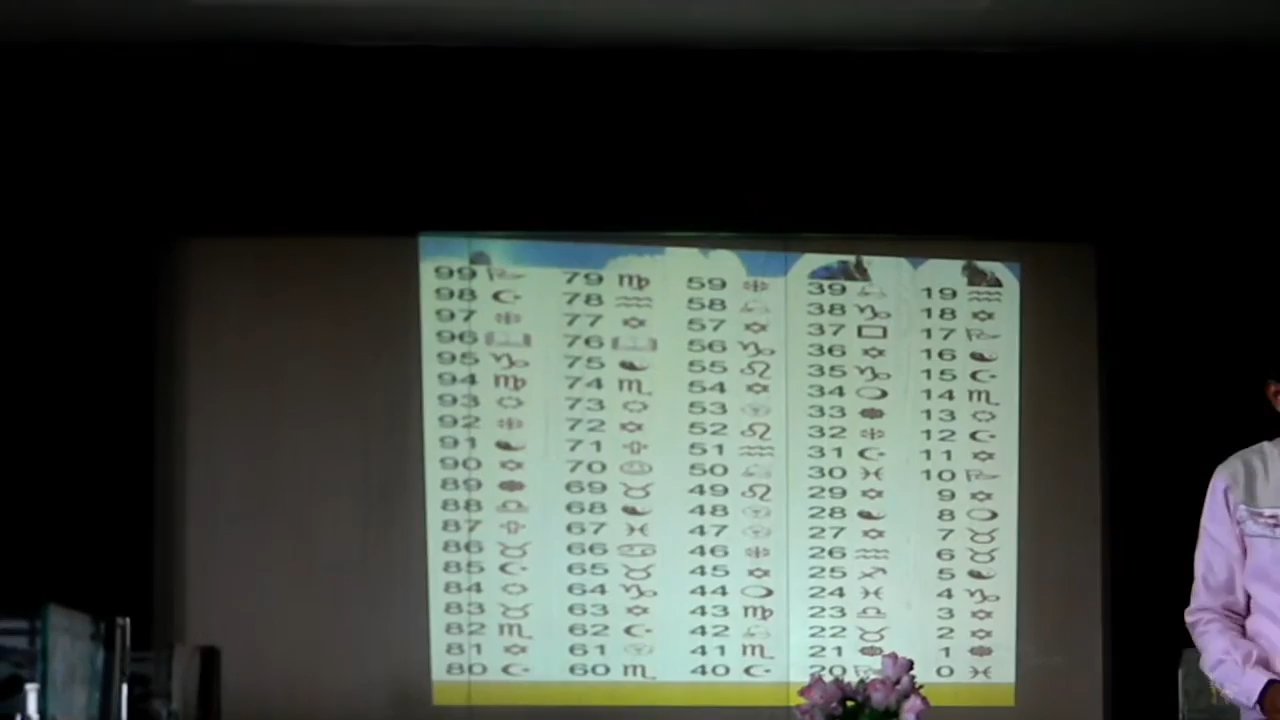 99 79 59 39 19
98 78 58 38 18
97 77 57 37 17
96 76 56 36 16
95 75 55 35 15
94 74 54 34 14
93 73 53 33 13
92 72 52 32 12
91 71 51 31 11
90 70 50 30 10
89 69 49 29 9
88 68 48 28 8
87 67 47 27 7
86 66 46 26 6
85 65 45 25 5
84 64 44 24 4
83 63 43 23 3
82 62 42 22 2
81 61 41 21 1
80 60 40 20 0